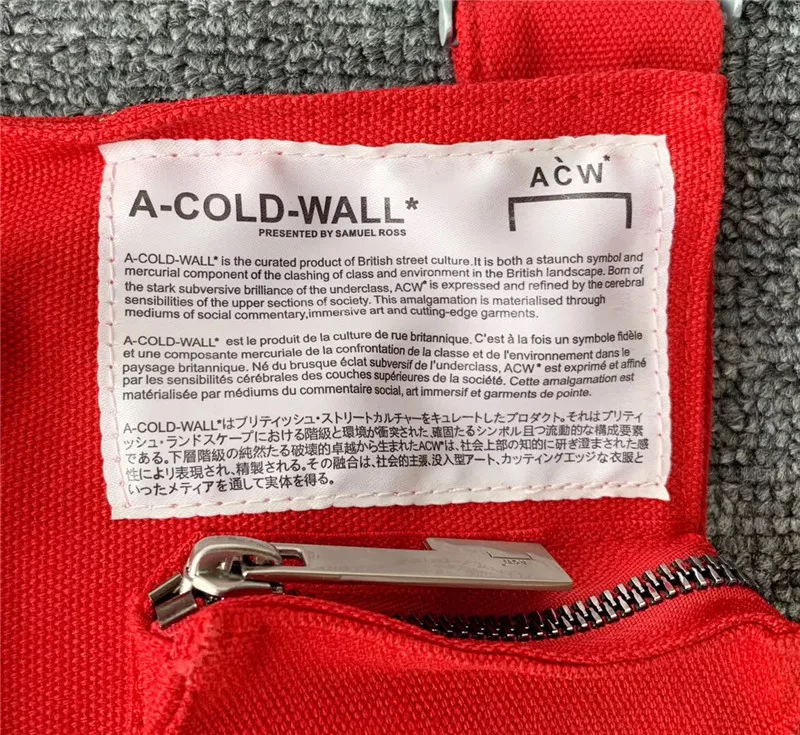 A-COLD-WALL*
PRESENTED BY SAMUEL ROSS
ACW*
A-COLD-WALL* is the curated product of British street culture.It is both a staunch symbol and
mercurial component of the clashing of class and environment in the British landscape. Born of
the stark subversive brilliance of the underclass, ACW* is expressed and refined by the cerebral
sensibilities of the upper sections of society. This amalgamation is materialised through
mediums of social commentary,immersive art and cutting-edge garments.
A-COLD-WALL* est le produit de la culture de rue britannique. C'est à la fois un symbole fidèle
et une composante mercuriale de la confrontation de la classe et de l'environnement dans le
paysage britannique. Né du brusque éclat subversif de l'underclass, ACW* est exprimé et affiné
par les sensibilités cérébrales des couches supérieures de la société. Cette amalgamation est
matérialisée par médiums du commentaire social, art immersif et garments de pointe.
A-COLD-WALL*はブリティッシュ・ストリートカルチャーをキュレートしたプロダクト。それはブリティ
ッシュ・ランドスケープにおける階級と環境が衝突された、確固たるシンボル且つ流動的な構成要素
である。下層階級の純然たる破壊的卓越から生まれたACW*は、社会上部の知的に研ぎ澄まされた感
性により表現され、精製される。その融合は、社会的主張、没入型アート、カッティングエッジな衣服と
いったメディアを通して実体を得る。